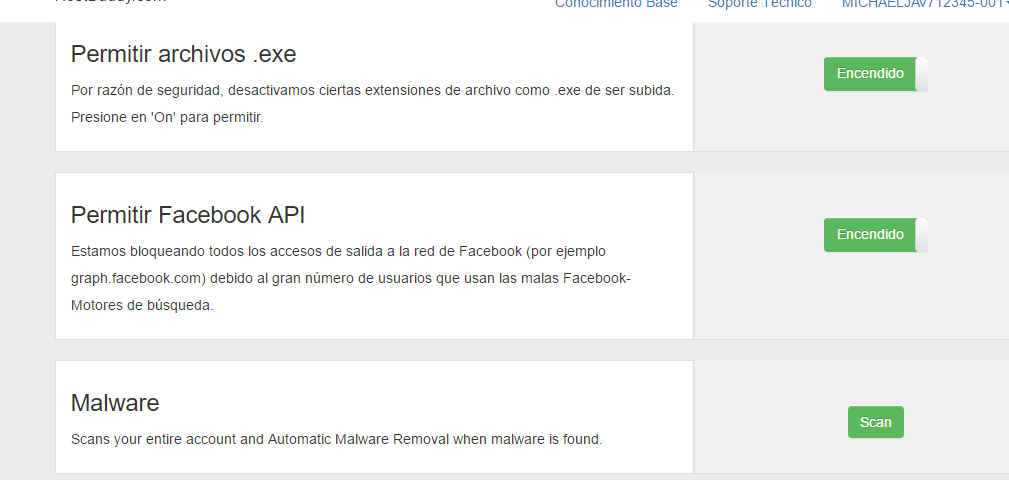 Conocimiento Base Soporte Técnico MICHAELJAV712345-001
Permitir archivos .exe
Encendido
Por razón de seguridad, desactivamos ciertas extensiones de archivo como .exe de ser subida.
Presione en 'On' para permitir.
Permitir Facebook API
Encendido
Estamos bloqueando todos los accesos de salida a la red de Facebook (por ejemplo
graph.facebook.com) debido al gran número de usuarios que usan las malas Facebook-
Motores de búsqueda.
Malware
Scan
Scans your entire account and Automatic Malware Removal when malware is found.